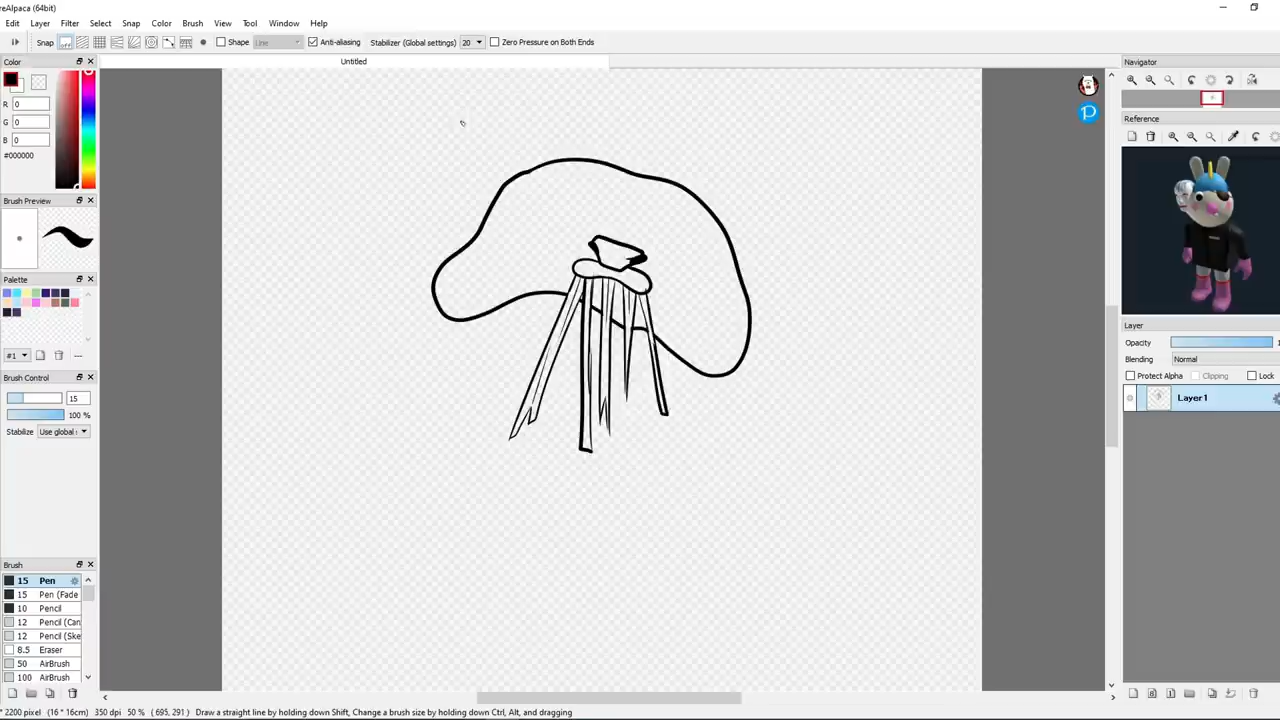 reAlpaca (64bit)
Edit Layer Filter Select Snap Color Brush View Tool Window Help
Snap Shape Line Anti-aliasing Stabilizer (Global settings) 20 Zero Pressure on Both Ends
Color
Untitled
Navigator
R 0
G 0
B 0
#000000
Reference
Brush Preview
Palette
#1
---
Brush Control
15
100 %
Stabilize Use global
Layer
Opacity 1
Blending Normal
Protect Alpha Clipping Lock
Layer1
Brush
15 Pen
15 Pen (Fade
10 Pencil
12 Pencil (Can
12 Pencil (Ske
8.5 Eraser
50 AirBrush
100 AirBrush
* 2200 pixel (16 * 16cm) 350 dpi 50 % ( 695, 291 ) Draw a straight line by holding down Shift, Change a brush size by holding down Ctrl, Alt, and dragging